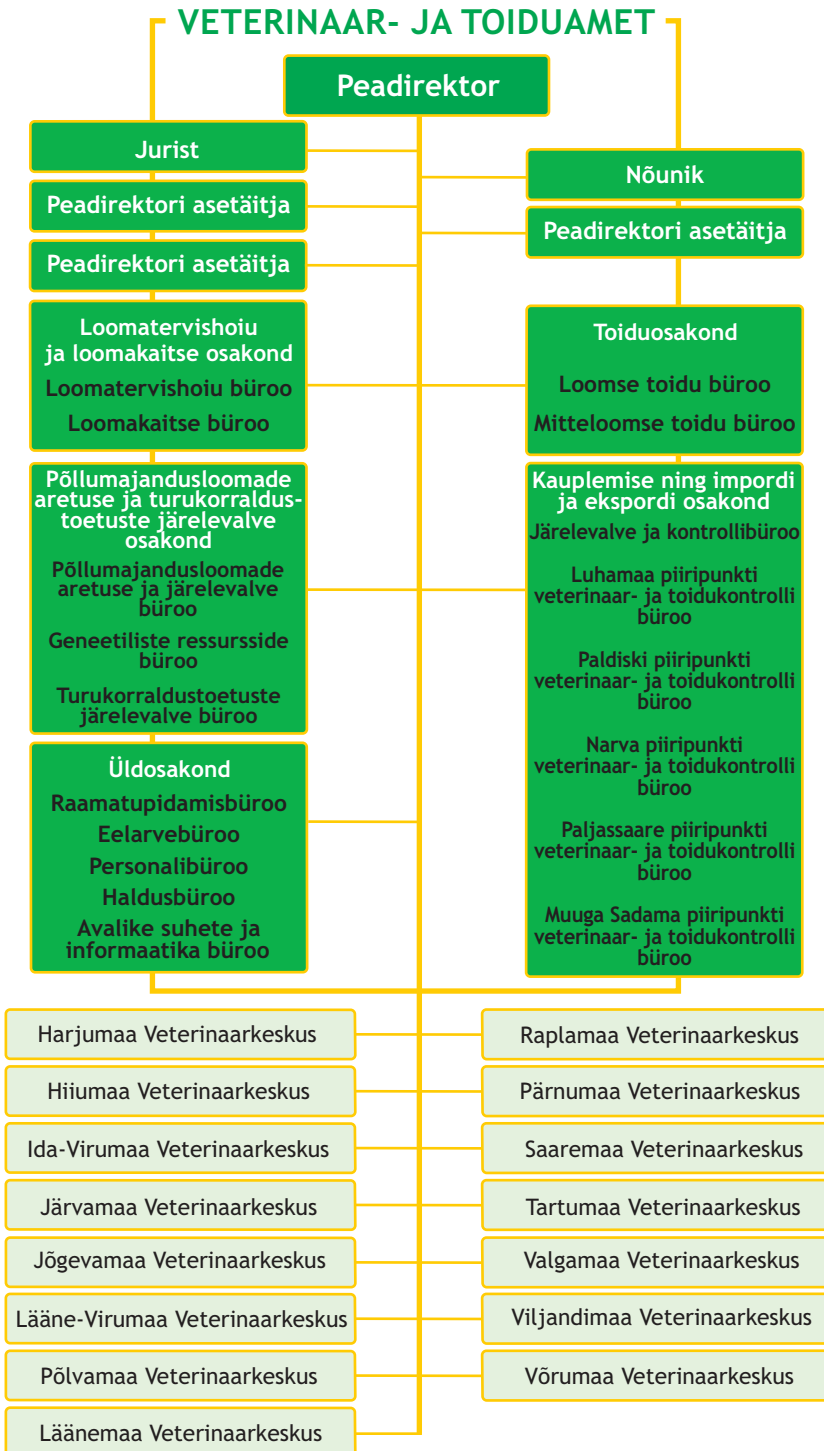 VETERINAAR- JA TOIDUAMET
Peadirektor
Jurist
Peadirektori asetäitja
Peadirektori asetäitja
Loomatervishoiu
ja loomakaitse osakond
Loomatervishoiu büroo
Loomakaitse büroo
Põllumajandusloomade
aretuse ja turukorraldus-
toetuste järelevalve
osakond
Põllumajandusloomade
aretuse ja järelevalve
büroo
Geneetiliste ressursside
büroo
Turukorraldustoetuste
järelevalve büroo
Üldosakond
Raamatupidamisbüroo
Eelarvebüroo
Personalibüroo
Haldusbüroo
Avalike suhete ja
informaatika büroo
Nõunik
Peadirektori asetäitja
Toiduosakond
Loomse toidu büroo
Mitteloomse toidu büroo
Kauplemise ning impordi
ja ekspordi osakond
Järelevalve ja kontrollibüroo
Luhamaa piiripunkti
veterinaar- ja toidukontrolli
büroo
Paldiski piiripunkti
veterinaar- ja toidukontrolli
büroo
Narva piiripunkti
veterinaar- ja toidukontrolli
büroo
Paljassaare piiripunkti
veterinaar- ja toidukontrolli
büroo
Muuga Sadama piiripunkti
veterinaar- ja toidukontrolli
büroo
Harjumaa Veterinaarkeskus
Hiiumaa Veterinaarkeskus
Ida-Virumaa Veterinaarkeskus
Järvamaa Veterinaarkeskus
Jõgevamaa Veterinaarkeskus
Lääne-Virumaa Veterinaarkeskus
Põlvamaa Veterinaarkeskus
Läänemaa Veterinaarkeskus
Raplamaa Veterinaarkeskus
Pärnumaa Veterinaarkeskus
Saaremaa Veterinaarkeskus
Tartumaa Veterinaarkeskus
Valgamaa Veterinaarkeskus
Viljandimaa Veterinaarkeskus
Võrumaa Veterinaarkeskus